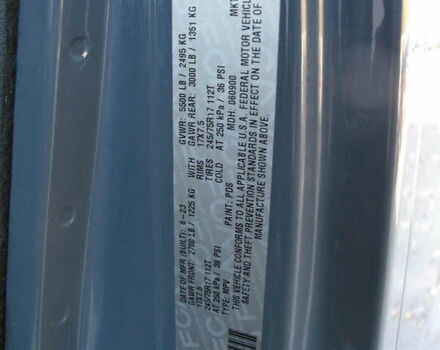 DATE OF MFR (BUILT): 6-23 GVWR: 5500 LB / 2495 KG
GAWR FRONT: 2700 LB / 1225 KG WITH GAWR REAR: 3000 LB / 1361 KG
17X7.5 RIMS 17X7.5
245/75R17 112T TIRES 245/75R17 112T
AT 250 kPa / 36 PSI COLD AT 250 kPa / 36 PSI
TYPE: MPV MDH: 060900
PAINT: PDS
THIS VEHICLE CONFORMS TO ALL APPLICABLE U.S.A. FEDERAL MOTOR VEHICLE
SAFETY AND THEFT PREVENTION STANDARDS IN EFFECT ON THE DATE OF
MANUFACTURE SHOWN ABOVE.